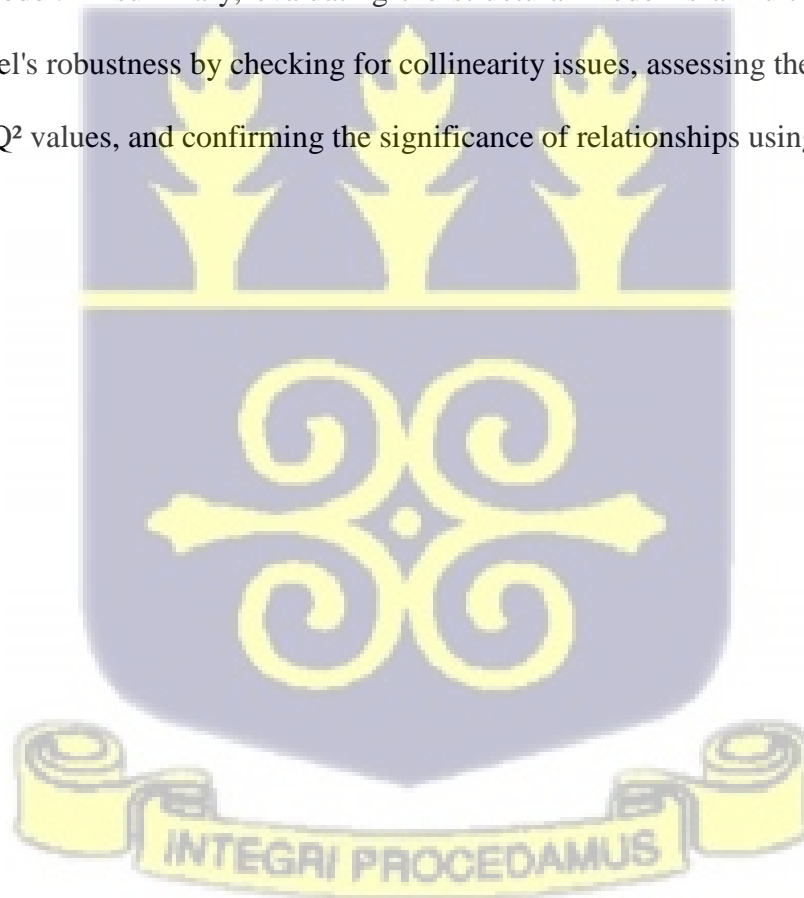 el's robustness by checking for collinearity issues, assessing the
Q² values, and confirming the significance of relationships using
INTEGRI PROCEDAMUS